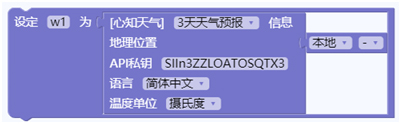 设定 w1 为 [心知天气] 3天天气预报 信息
地理位置 本地 -
API私钥 SIIn3ZZLOATOSQTX3
语言 简体中文
温度单位 摄氏度